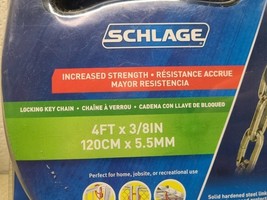 SCHLAGE
INCREASED STRENGTH • RÉSISTANCE ACCRUE
MAYOR RESISTENCIA
LOCKING KEY CHAIN • CHAÎNE À VERROU • CADENA CON LLAVE DE BLOQUEO
4FT x 3/8IN
120CM x 5.5MM
Perfect for home, jobsite, or recreational use
Solid hardened steel link